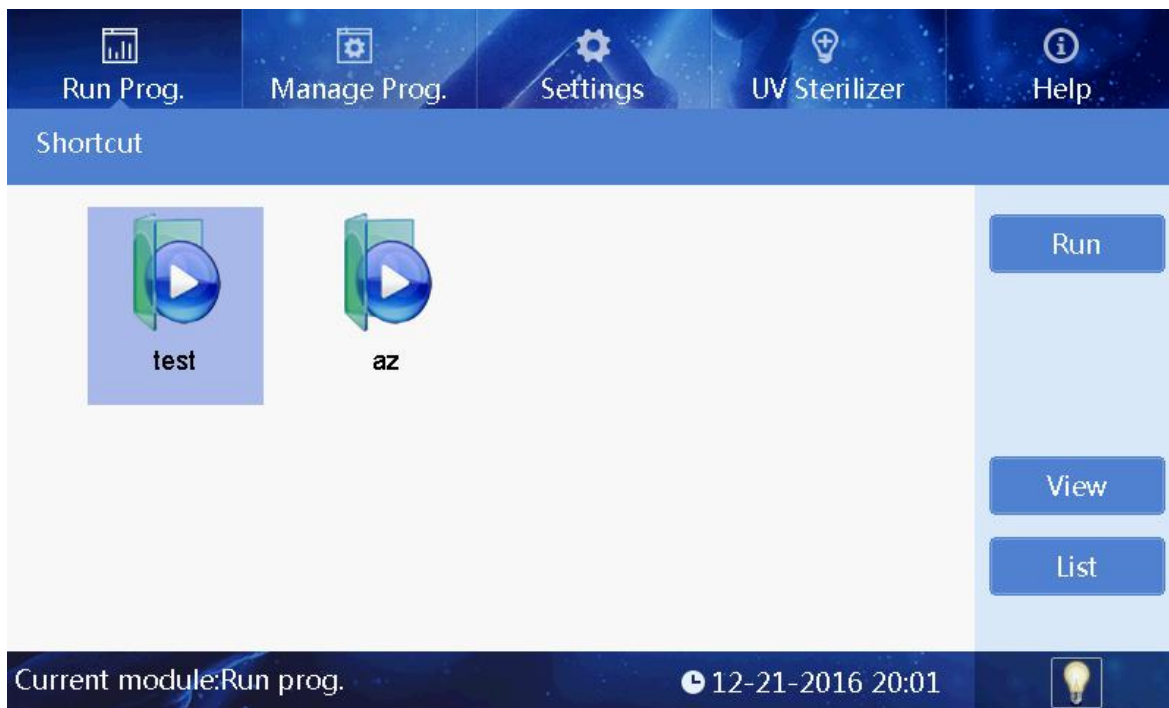 Run Prog.
Manage Prog.
Settings
UV Sterilizer
Help
Shortcut
test
az
Run
View
List
Current module:Run prog.
12-21-2016 20:01